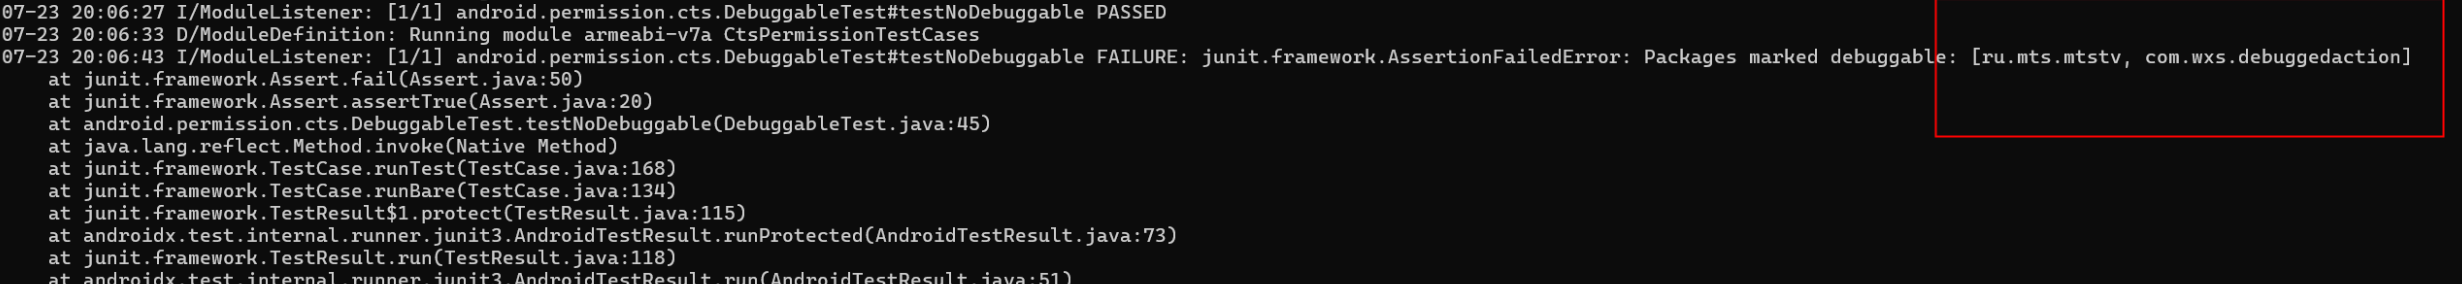 07-23 20:06:27 I/ModuleListener: [1/1] android.permission.cts.DebuggableTest#testNoDebuggable PASSED
07-23 20:06:33 D/ModuleDefinition: Running module armeabi-v7a CtsPermissionTestCases
07-23 20:06:43 I/ModuleListener: [1/1] android.permission.cts.DebuggableTest#testNoDebuggable FAILURE: junit.framework.AssertionFailedError: Packages marked debuggable: [ru.mts.mtstv, com.wxs.debuggedaction]
    at junit.framework.Assert.fail(Assert.java:50)
    at junit.framework.Assert.assertTrue(Assert.java:20)
    at android.permission.cts.DebuggableTest.testNoDebuggable(DebuggableTest.java:45)
    at java.lang.reflect.Method.invoke(Native Method)
    at junit.framework.TestCase.runTest(TestCase.java:168)
    at junit.framework.TestCase.runBare(TestCase.java:134)
    at junit.framework.TestResult$1.protect(TestResult.java:115)
    at androidx.test.internal.runner.junit3.AndroidTestResult.runProtected(AndroidTestResult.java:73)
    at junit.framework.TestResult.run(TestResult.java:118)
    at androidx.test.internal.runner.junit3.AndroidTestResult.run(AndroidTestResult.java:51)